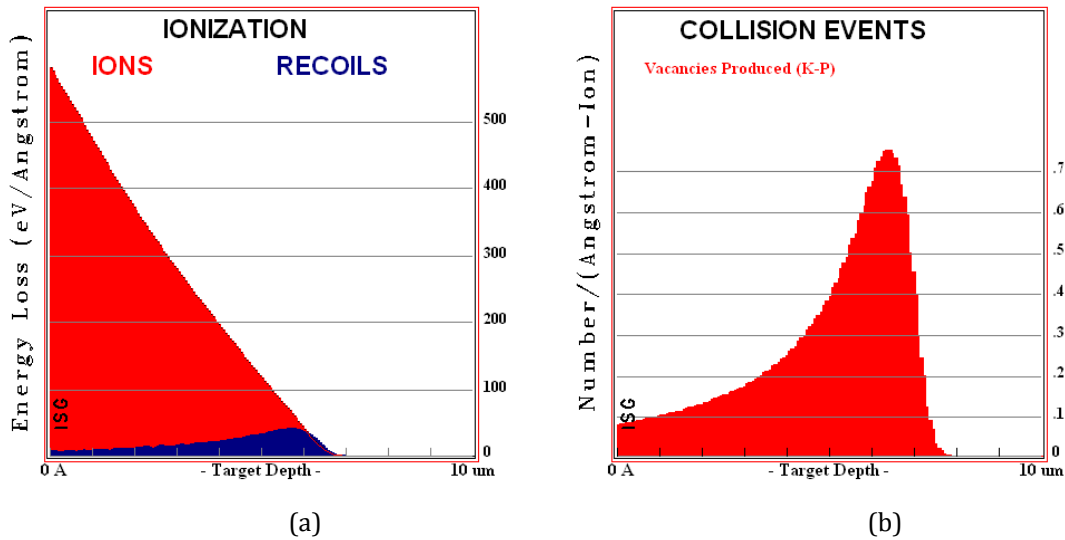 IONIZATION
IONS RECOILS
Energy Loss (eV/Angstrom)
500
400
300
200
100
0
ISG
0 A - Target Depth - 10 um
(a)
COLLISION EVENTS
Vacancies Produced (K-P)
Number/(Angstrom-Ion)
.7
.6
.5
.4
.3
.2
.1
0
ISG
0 A - Target Depth - 10 um
(b)